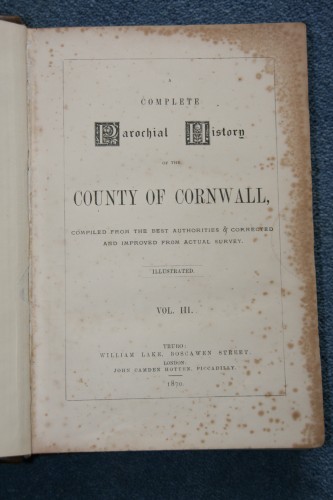 A
COMPLETE
Parochial History
OF THE
COUNTY OF CORNWALL,
COMPILED FROM THE BEST AUTHORITIES & CORRECTED
AND IMPROVED FROM ACTUAL SURVEY.
ILLUSTRATED
VOL. III.
TRURO:
WILLIAM LAKE, BOSCAWEN STREET.
LONDON:
JOHN CAMDEN HOTTEN, PICCADILLY.
1870.